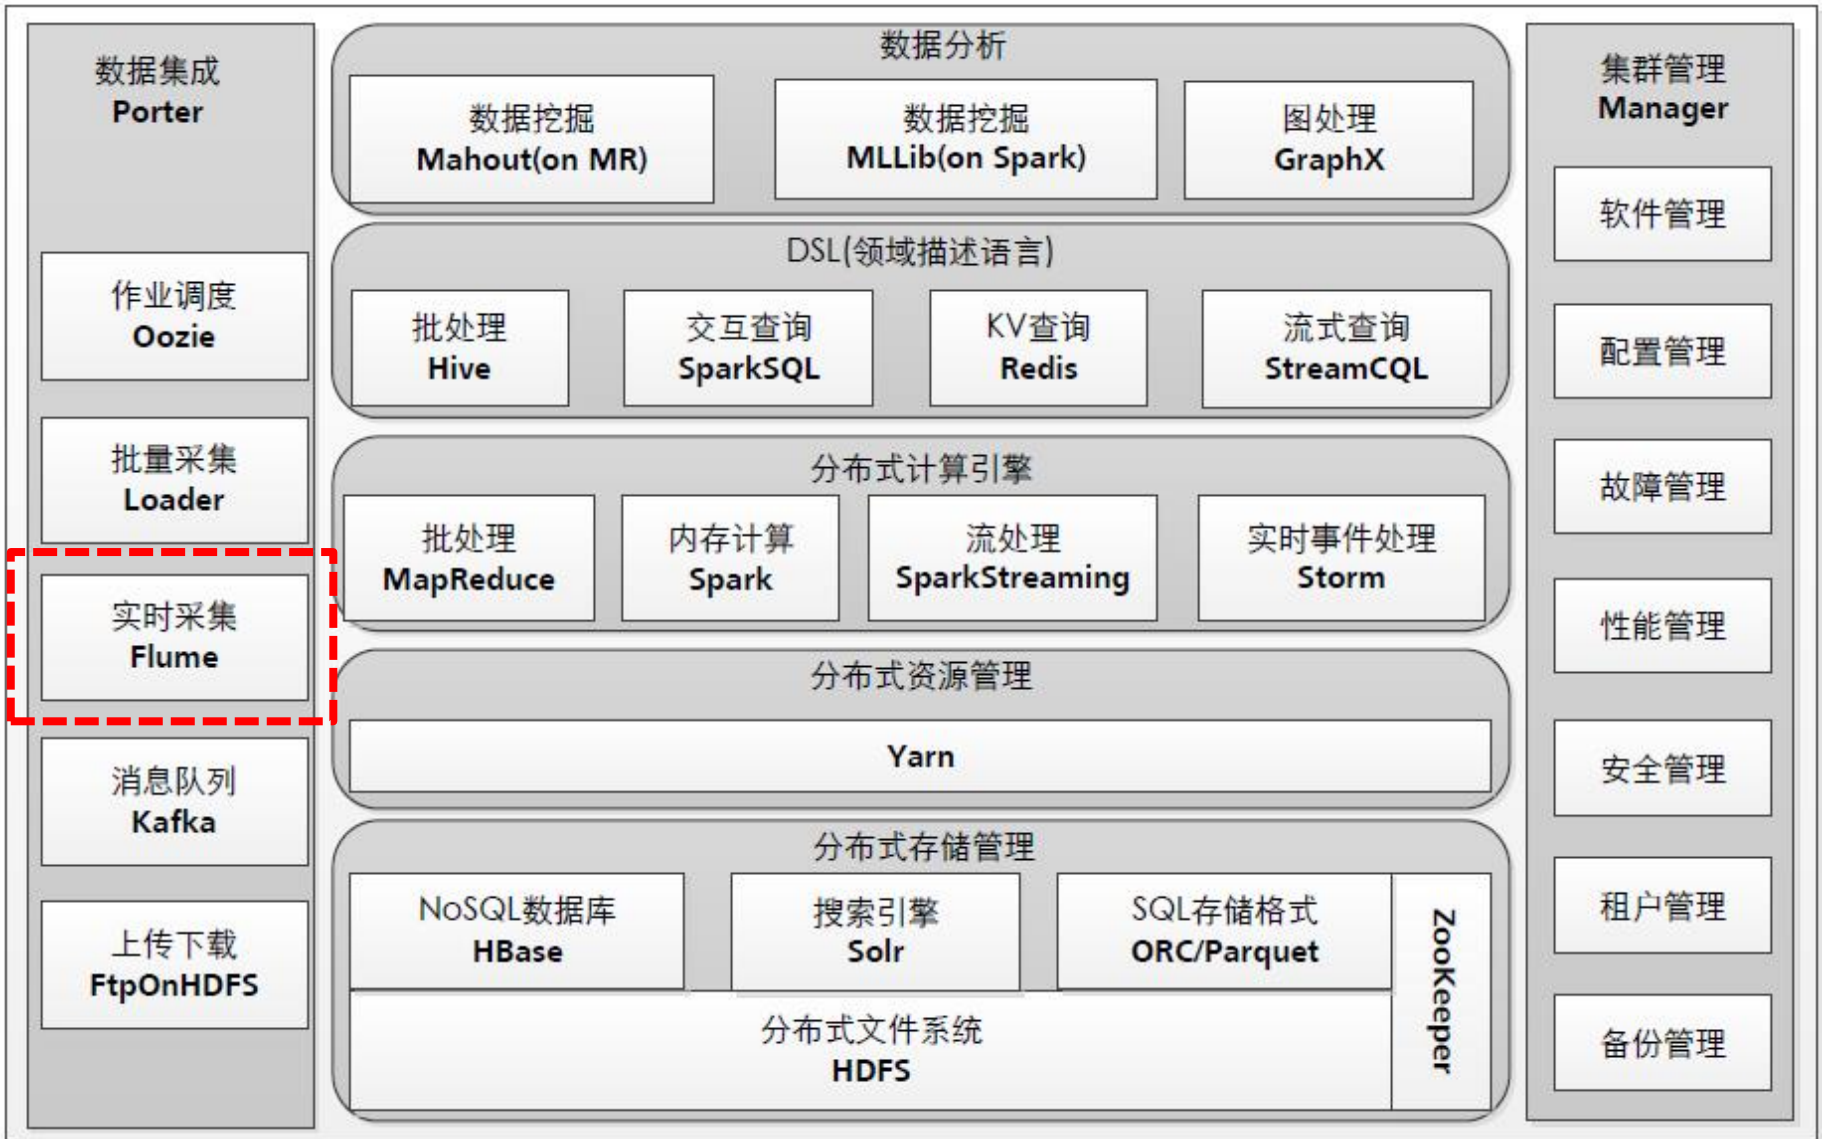 数据集成
Porter
作业调度
Oozie
批量采集
Loader
实时采集
Flume
消息队列
Kafka
上传下载
FtpOnHDFS
数据分析
数据挖掘
Mahout(on MR)
数据挖掘
MLLib(on Spark)
图处理
GraphX
DSL(领域描述语言)
批处理
Hive
交互查询
SparkSQL
KV查询
Redis
流式查询
StreamCQL
分布式计算引擎
批处理
MapReduce
内存计算
Spark
流处理
SparkStreaming
实时事件处理
Storm
分布式资源管理
Yarn
分布式存储管理
NoSQL数据库
HBase
搜索引擎
Solr
SQL存储格式
ORC/Parquet
ZooKeeper
分布式文件系统
HDFS
集群管理
Manager
软件管理
配置管理
故障管理
性能管理
安全管理
租户管理
备份管理